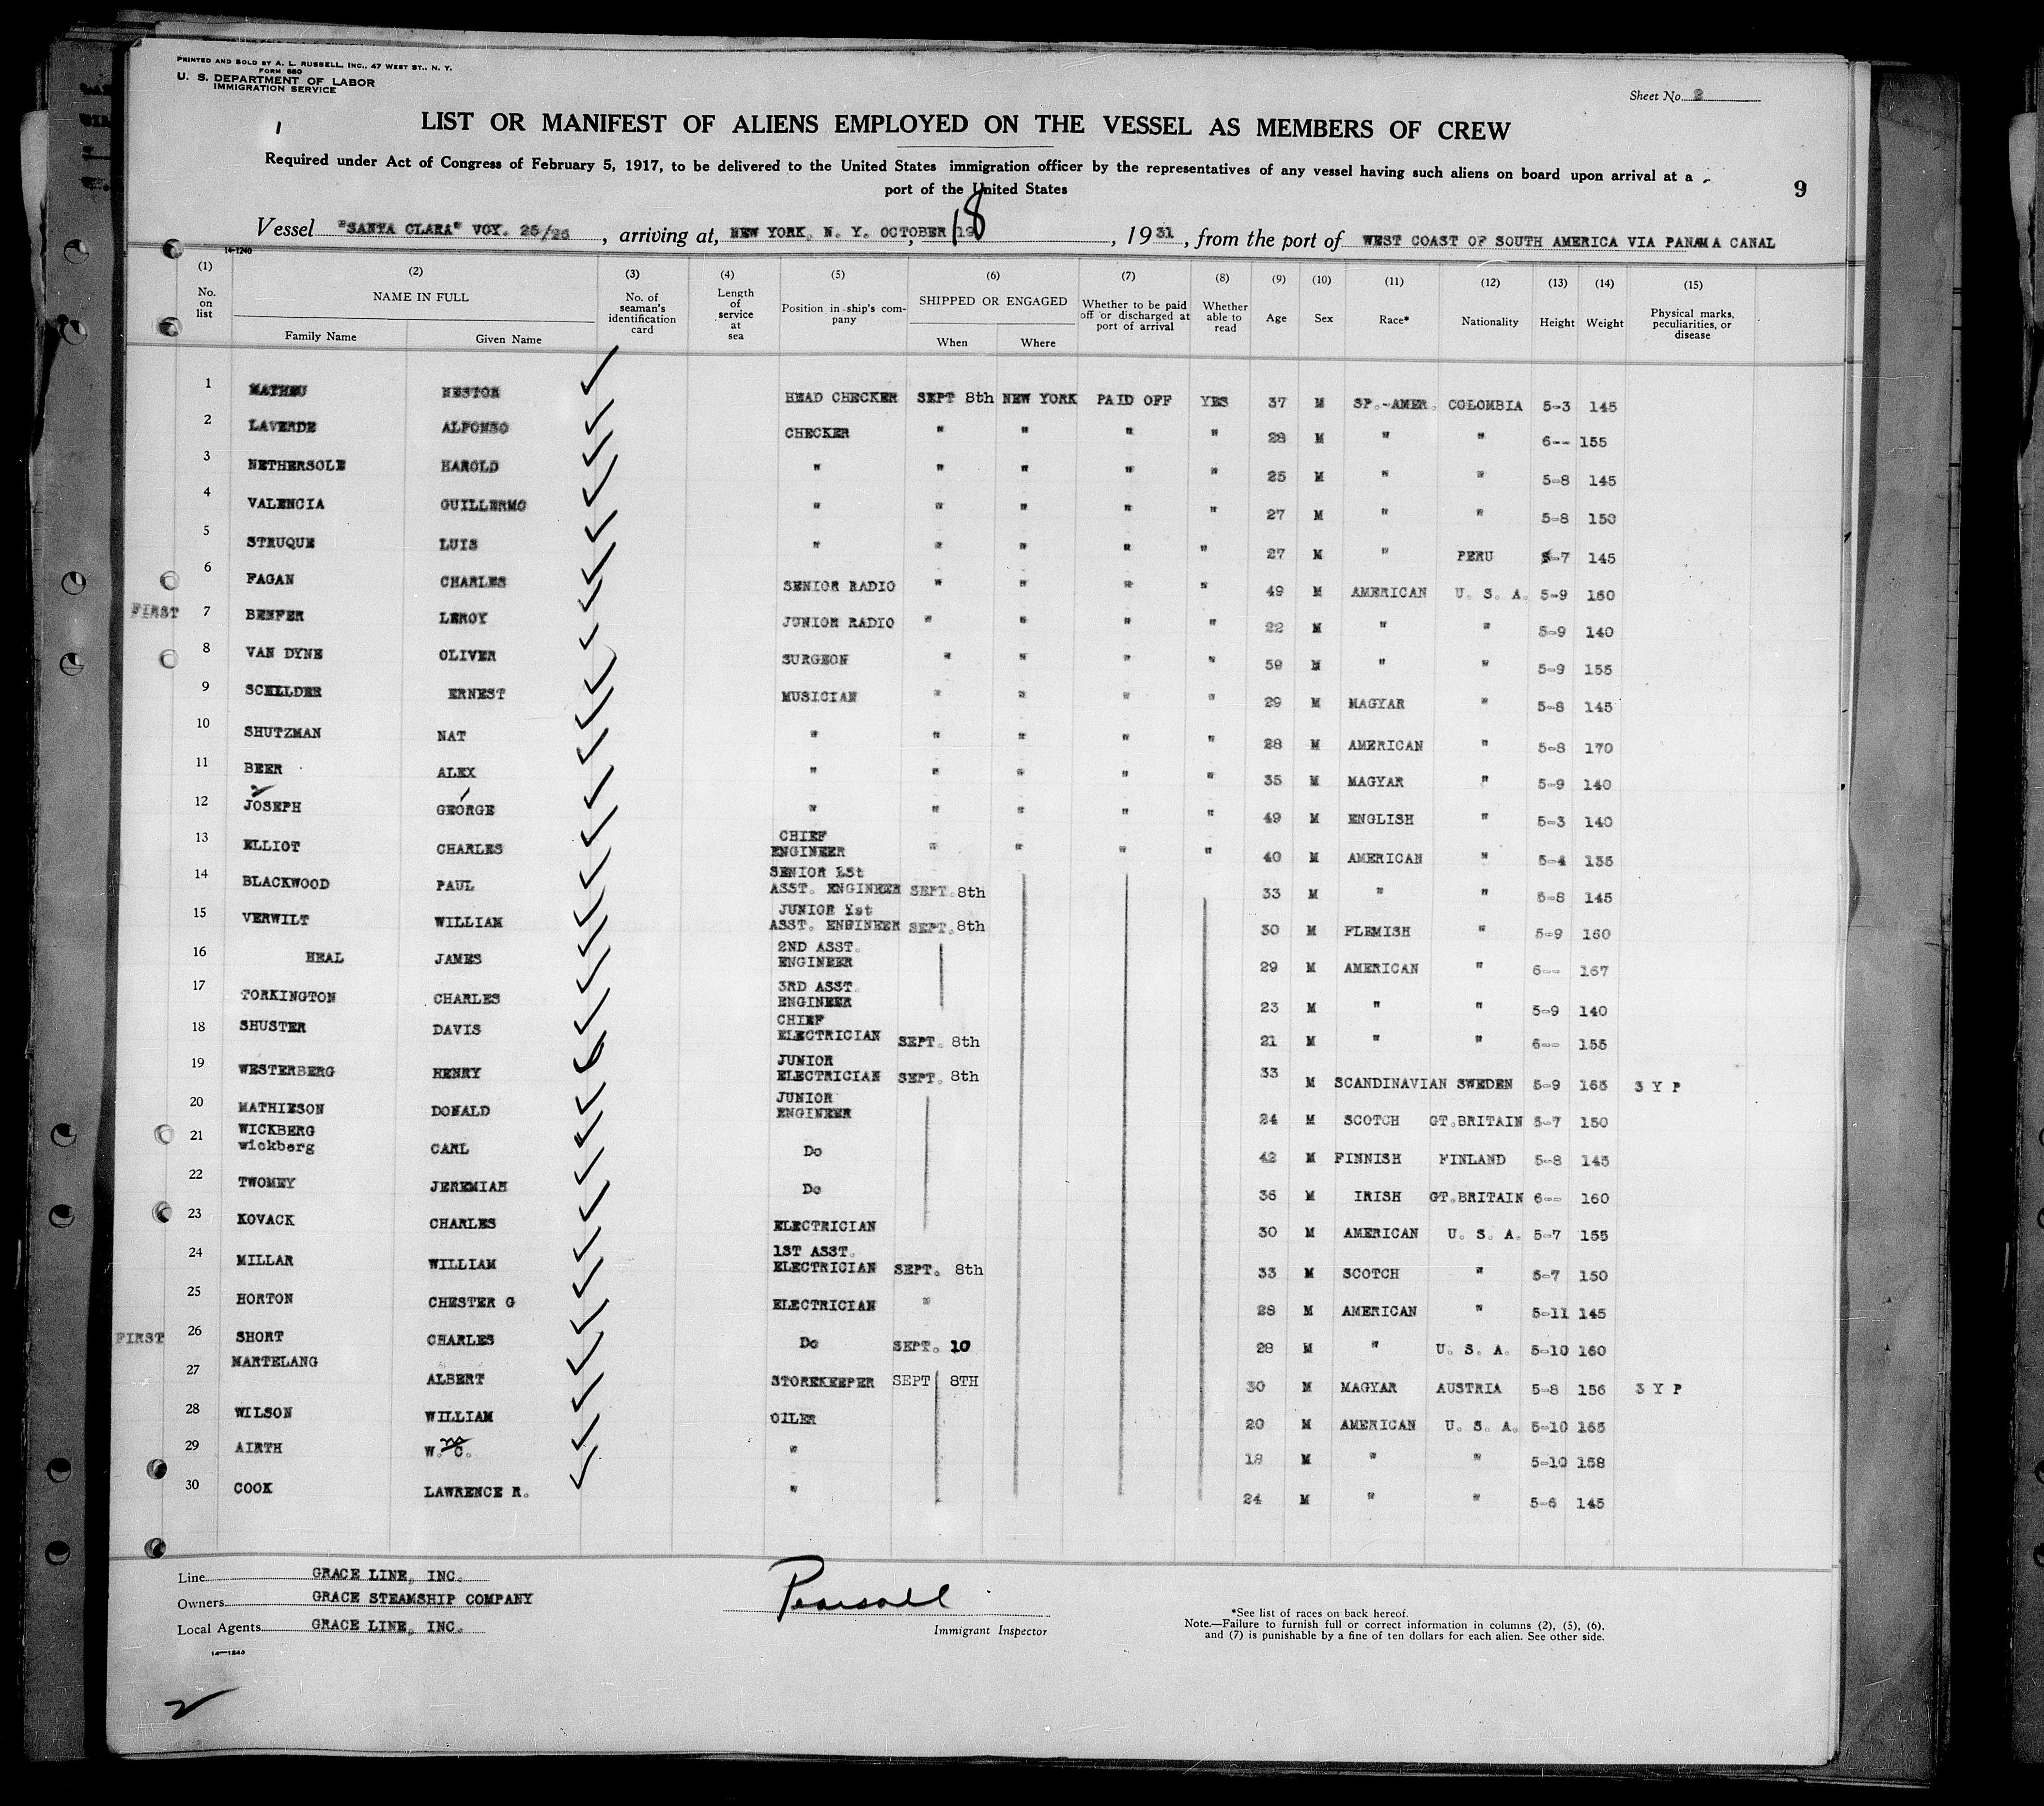 PRINTED AND SOLD BY A. L. RUSSELL, INC., 47 WEST ST., N. Y.
FORM 680
U. S. DEPARTMENT OF LABOR
IMMIGRATION SERVICE
Sheet No.
1
LIST OR MANIFEST OF ALIENS EMPLOYED ON THE VESSEL AS MEMBERS OF CREW
Required under Act of Congress of February 5, 1917, to be delivered to the United States immigration officer by the representatives of any vessel having such aliens on board upon arrival at a
port of the United States
9
Vessel "SANTA CLARA" VOY. 25/26, arriving at, NEW YORK, N. Y. OCTOBER 18, 1931, from the port of WEST COAST OF SOUTH AMERICA VIA PANAMA CANAL
14-1240
(1) (2) (3) (4) (5) (6) (7) (8) (9) (10) (11) (12) (13) (14) (15)
No. on list NAME IN FULL No. of seaman's identification card Length of service at sea Position in ship's company SHIPPED OR ENGAGED Whether to be paid off or discharged at port of arrival Whether able to read Age Sex Race* Nationality Height Weight Physical marks, peculiarities, or disease
Family Name Given Name When Where
1 MATHEU NESTOR HEAD CHECKER SEPT 8th NEW YORK PAID OFF YES 37 M SP.-AMER. COLOMBIA 5-3 145
2 LAVERDE ALFONSO CHECKER " " " " 28 M " " 6-- 155
3 NETHERSOLE HAROLD " " " " " 25 M " " 5-8 145
4 VALENCIA GUILLERMO " " " " " 27 M " " 5-8 150
5 STRUQUE LUIS " " " " " 27 M " PERU 5-7 145
6 FAGAN CHARLES SENIOR RADIO " " " " 49 M AMERICAN U. S. A. 5-9 160
FIRST 7 BENFER LEROY JUNIOR RADIO " " " " 22 M " " 5-9 140
8 VAN DYNE OLIVER SURGEON " " " " 59 M " " 5-9 155
9 SCHLLDER ERNEST MUSICIAN " " " " 29 M MAGYAR " 5-8 145
10 SHUTZMAN NAT " " " " " 28 M AMERICAN " 5-8 170
11 BEER ALEX " " " " " 35 M MAGYAR " 5-9 140
12 JOSEPH GEORGE " " " " " 49 M ENGLISH " 5-3 140
13 ELLIOT CHARLES CHIEF ENGINEER " " " " 40 M AMERICAN " 5-4 135
14 BLACKWOOD PAUL SENIOR 1st ASST. ENGINEER SEPT. 8th 33 M " " 5-8 145
15 VERWILT WILLIAM JUNIOR 1st ASST. ENGINEER SEPT. 8th 30 M FLEMISH " 5-9 160
16 HEAL JAMES 2ND ASST. ENGINEER 29 M AMERICAN " 6-- 167
17 TORKINGTON CHARLES 3RD ASST. ENGINEER 23 M " " 5-9 140
18 SHUSTER DAVIS CHIEF ELECTRICIAN SEPT. 8th 21 M " " 6-- 155
19 WESTERBERG HENRY JUNIOR ELECTRICIAN SEPT. 8th 33 M SCANDINAVIAN SWEDEN 5-9 165 3 Y P
20 MATHIESON DONALD JUNIOR ENGINEER 24 M SCOTCH GT.BRITAIN 5-7 150
21 WICKBERG wickberg CARL Do 42 M FINNISH FINLAND 5-8 145
22 TWOMEY JEREMIAH Do 36 M IRISH GT.BRITAIN 6-- 160
23 KOVACK CHARLES ELECTRICIAN 30 M AMERICAN U. S. A. 5-7 155
24 MILLAR WILLIAM 1ST ASST. ELECTRICIAN SEPT. 8th 33 M SCOTCH " 5-7 150
25 HORTON CHESTER G ELECTRICIAN " 28 M AMERICAN " 5-11 145
FIRST 26 SHORT CHARLES Do SEPT. 10 28 M " U. S. A. 5-10 160
27 MARTELANG ALBERT STOREKEEPER SEPT 8TH 30 M MAGYAR AUSTRIA 5-8 156 3 Y P
28 WILSON WILLIAM OILER 20 M AMERICAN U. S. A. 5-10 165
29 AIRTH W. C. " 18 M " " 5-10 158
30 COOK LAWRENCE R. " 24 M " " 5-6 145
Line GRACE LINE, INC.
Owners GRACE STEAMSHIP COMPANY
Local Agents GRACE LINE, INC.
Pearsall
Immigrant Inspector
*See list of races on back hereof.
Note.—Failure to furnish full or correct information in columns (2), (5), (6),
and (7) is punishable by a fine of ten dollars for each alien. See other side.
14-1240
2